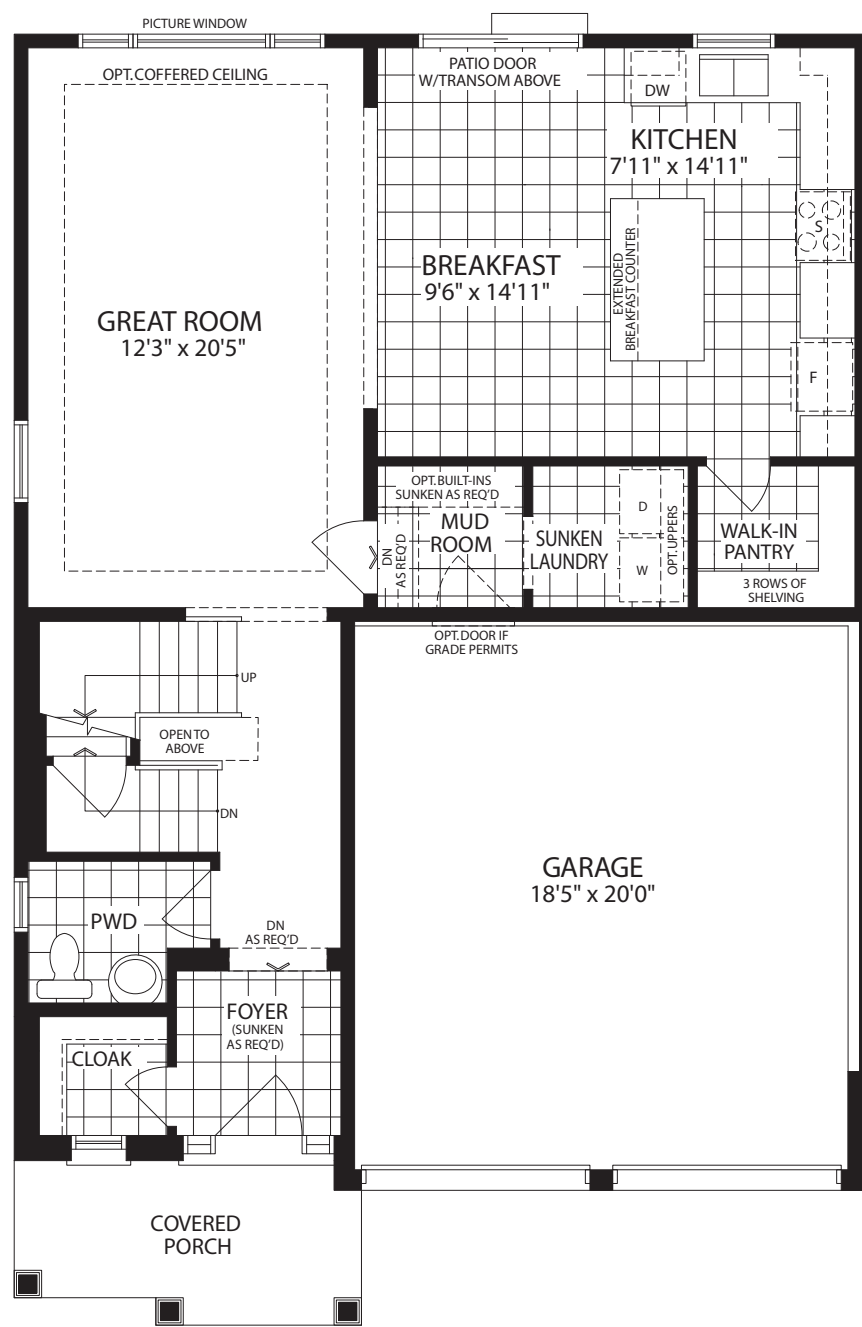 PICTURE WINDOW
OPT.COFFERED CEILING
PATIO DOOR
W/TRANSOM ABOVE
DW
KITCHEN
7'11" x 14'11"
S
BREAKFAST
9'6" x 14'11"
EXTENDED
BREAKFAST COUNTER
GREAT ROOM
12'3" x 20'5"
F
OPT.BUILT-INS
SUNKEN AS REQ'D
MUD
ROOM
DN
AS REQ'D
SUNKEN
LAUNDRY
D
W
OPT.UPPERS
WALK-IN
PANTRY
3 ROWS OF
SHELVING
OPT.DOOR IF
GRADE PERMITS
UP
OPEN TO
ABOVE
DN
GARAGE
18'5" x 20'0"
PWD
DN
AS REQ'D
FOYER
(SUNKEN
AS REQ'D)
CLOAK
COVERED
PORCH